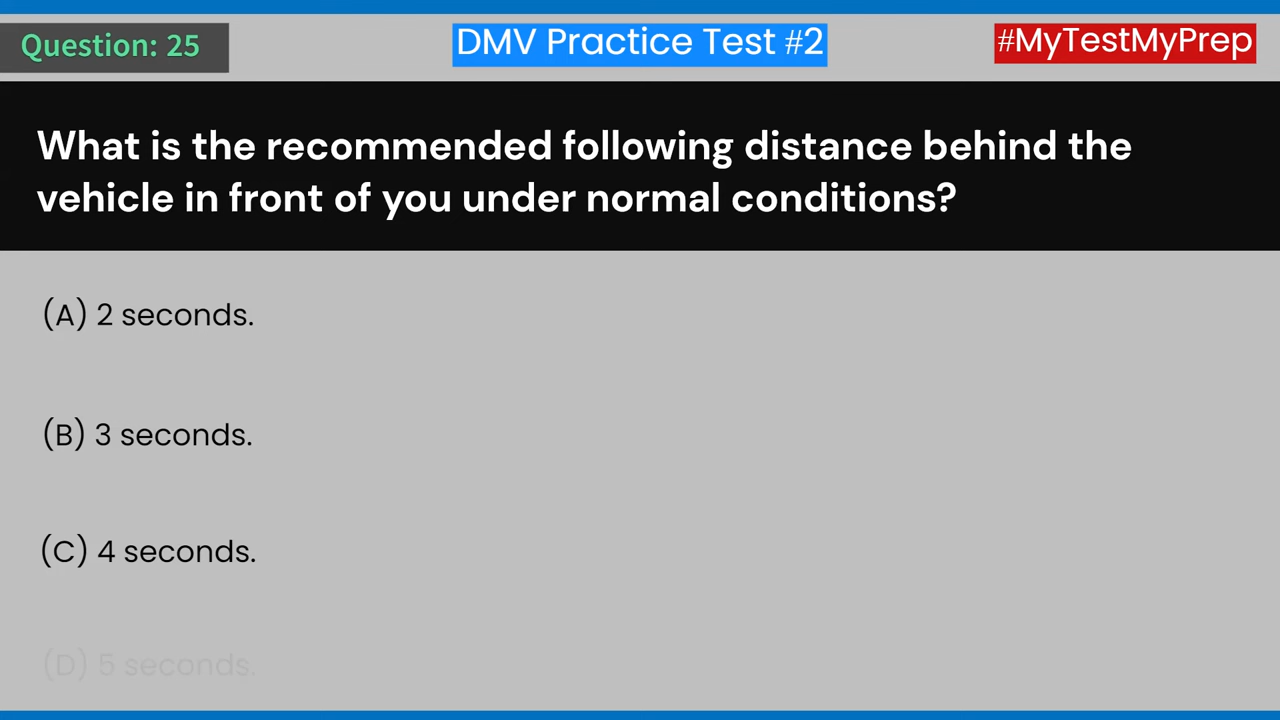 Question: 25
DMV Practice Test #2
#MyTestMyPrep
What is the recommended following distance behind the
vehicle in front of you under normal conditions?
(A) 2 seconds.
(B) 3 seconds.
(C) 4 seconds.
(D) 5 seconds.